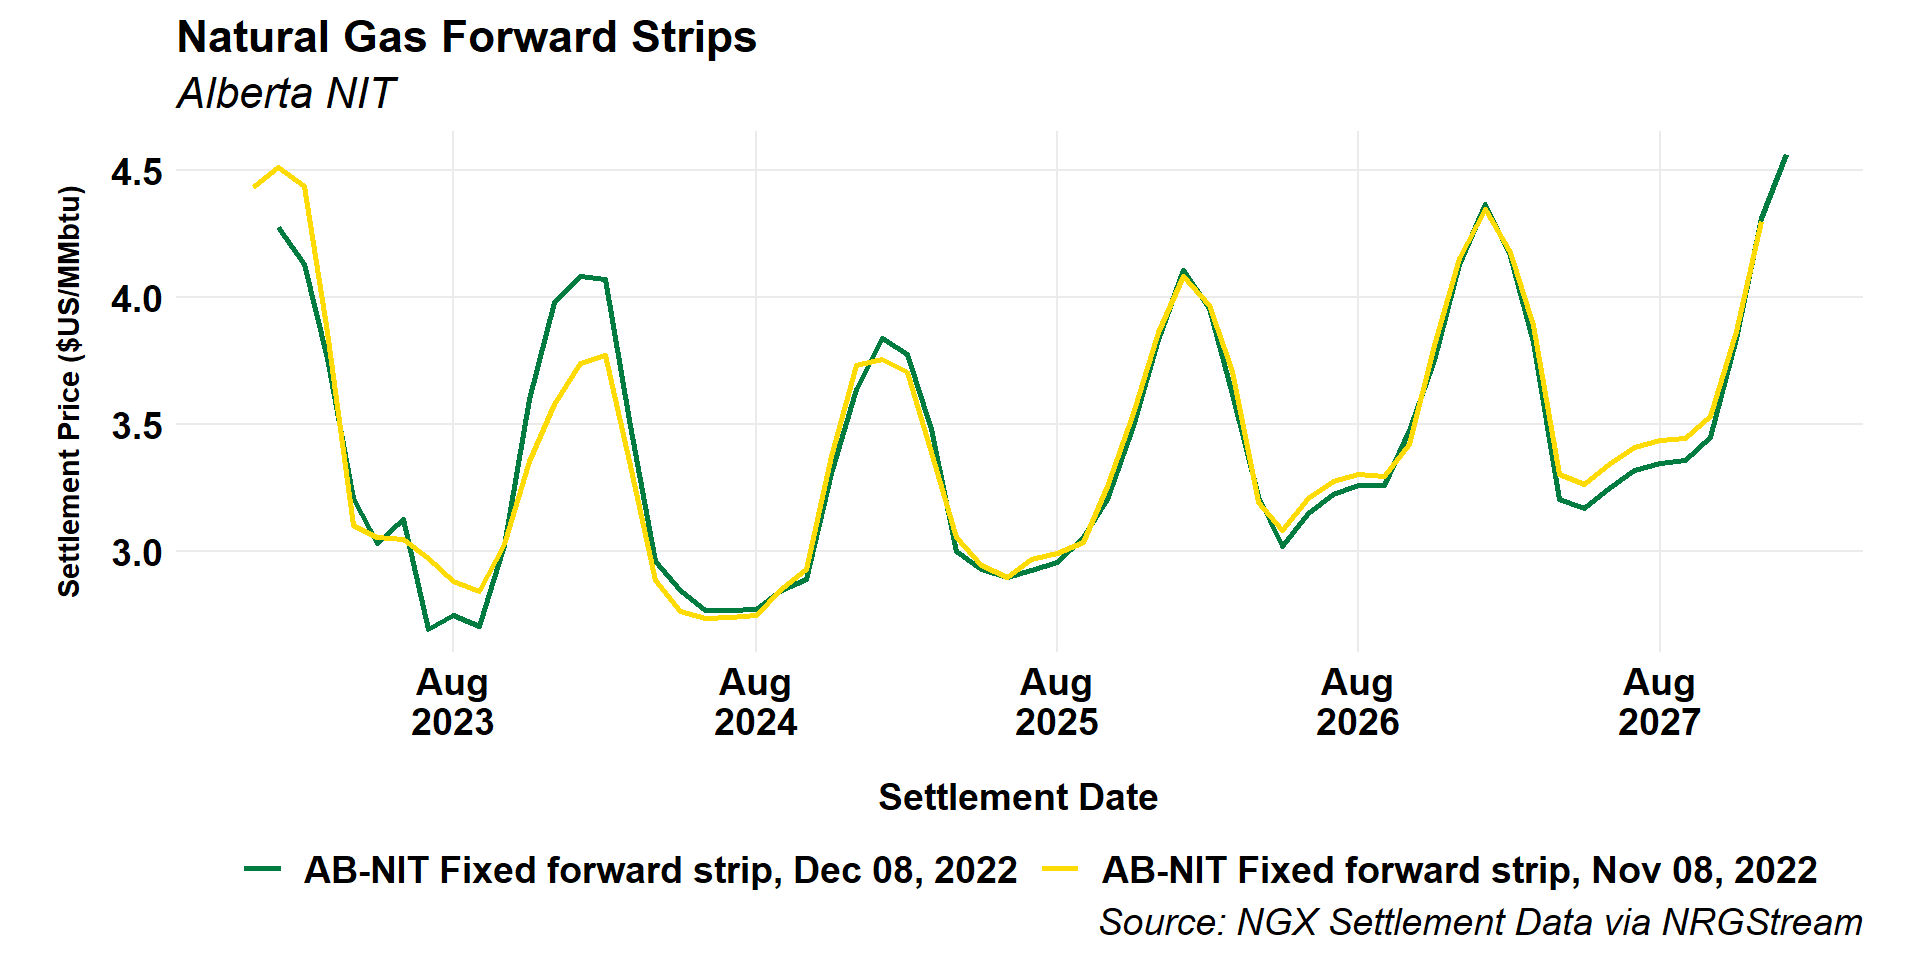 Natural Gas Forward Strips
Alberta NIT
Settlement Price ($US/MMbtu)
4.5
4.0
3.5
3.0
Aug
2023
Aug
2024
Aug
2025
Aug
2026
Aug
2027
Settlement Date
AB-NIT Fixed forward strip, Dec 08, 2022
AB-NIT Fixed forward strip, Nov 08, 2022
Source: NGX Settlement Data via NRGStream